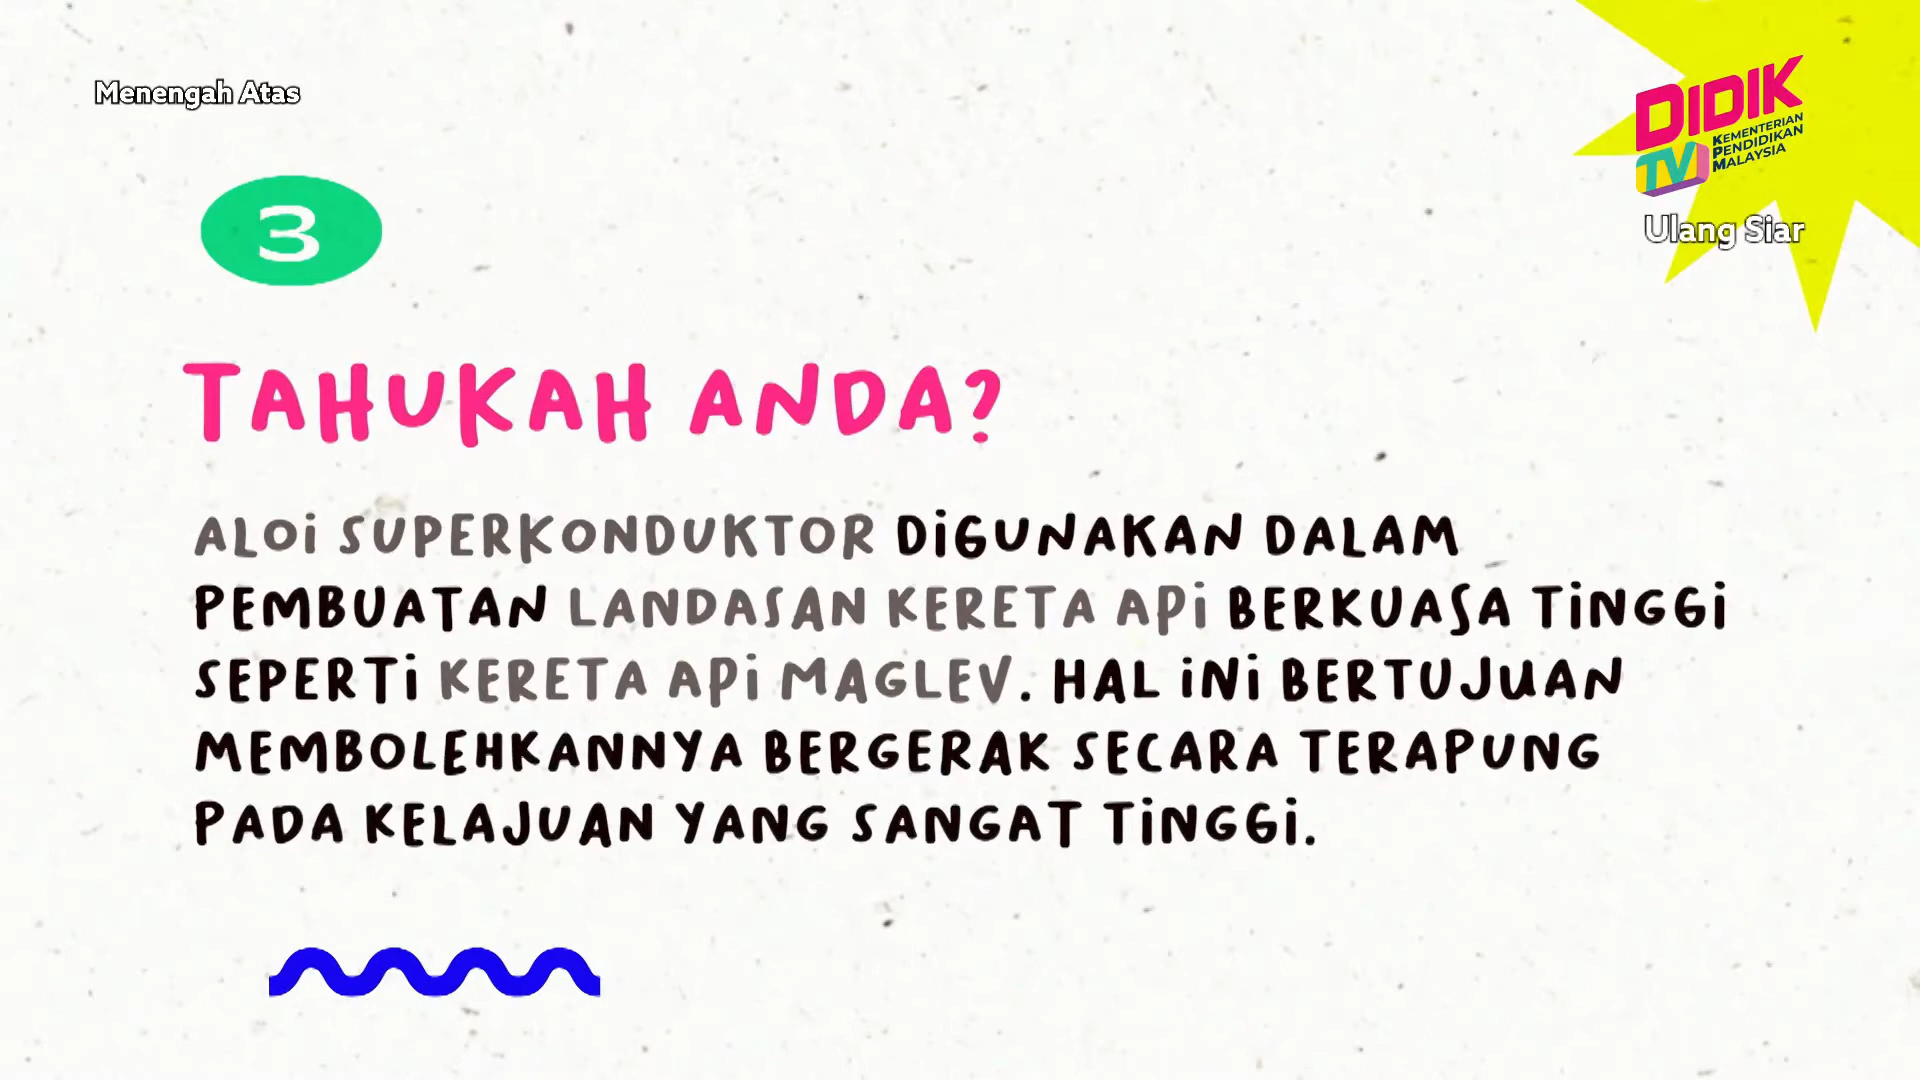 Menengah Atas
DIDIK
TV
KEMENTERIAN
PENDIDIKAN
MALAYSIA
Ulang Siar
3
TAHUKAH ANDA?
ALOI SUPERKONDUKTOR DIGUNAKAN DALAM
PEMBUATAN LANDASAN KERETA API BERKUASA TINGGI
SEPERTI KERETA API MAGLEV. HAL INI BERTUJUAN
MEMBOLEHKANNYA BERGERAK SECARA TERAPUNG
PADA KELAJUAN YANG SANGAT TINGGI.